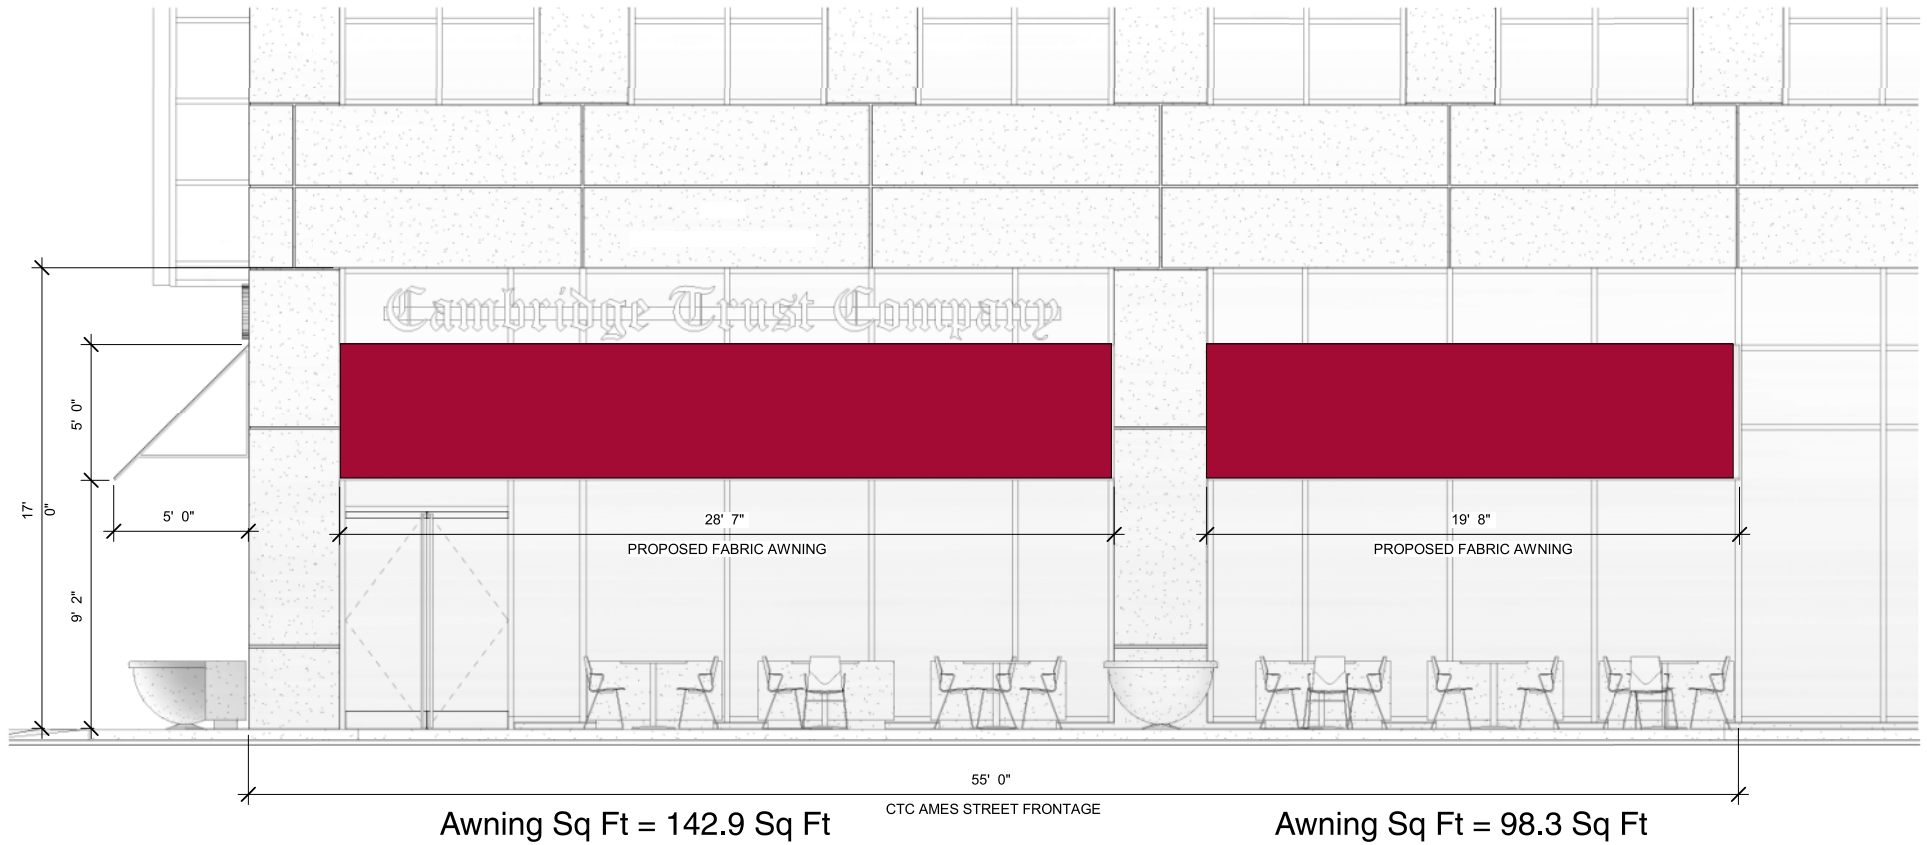 Cambridge Trust Company
5' 0"
17'
0"
5' 0"
28' 7"
19' 8"
PROPOSED FABRIC AWNING
PROPOSED FABRIC AWNING
9' 2"
55' 0"
CTC AMES STREET FRONTAGE
Awning Sq Ft = 142.9 Sq Ft
Awning Sq Ft = 98.3 Sq Ft